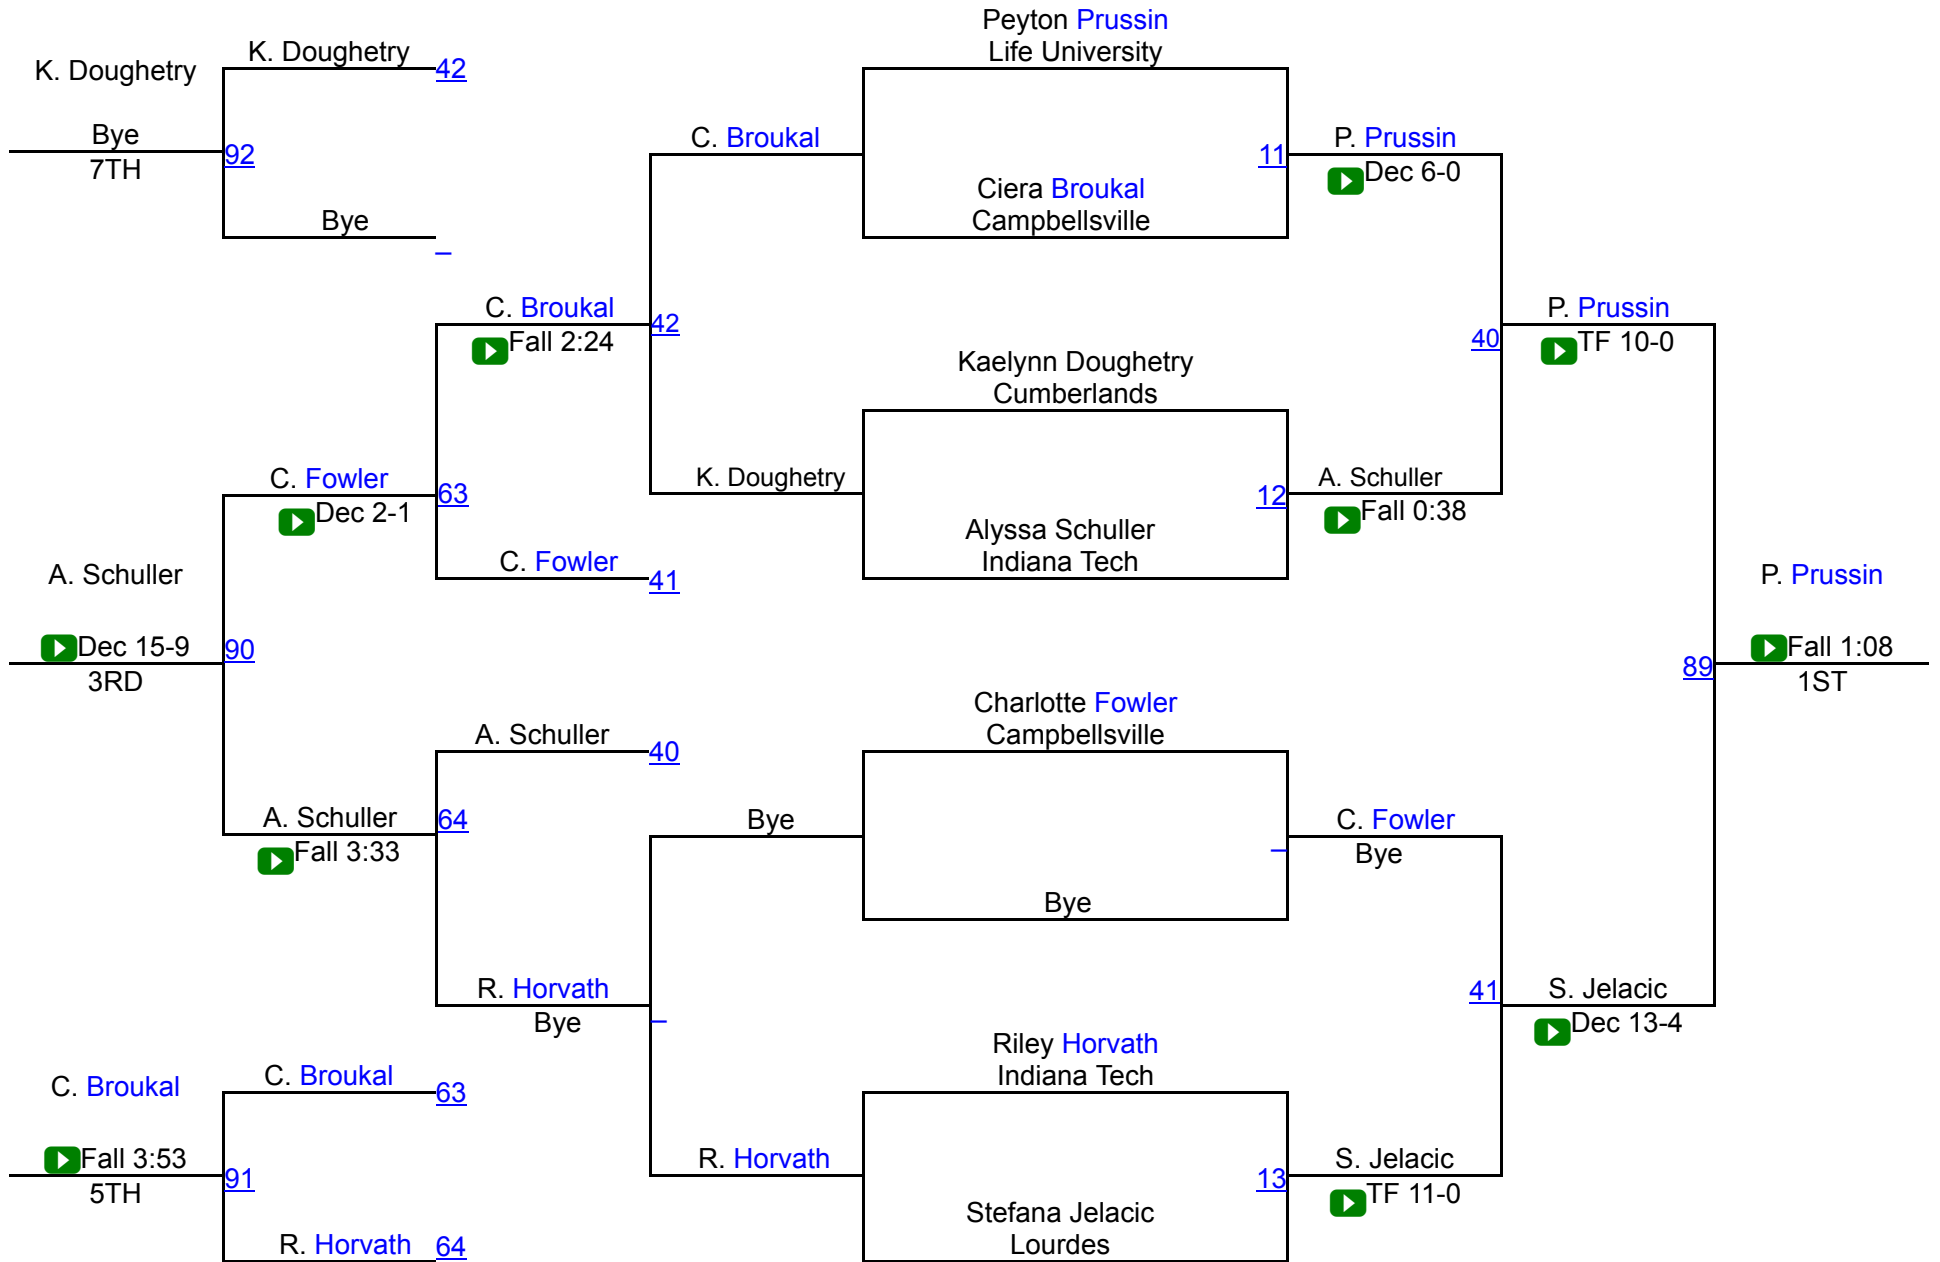 Peyton Prussin
Life University
K. Doughetry
K. Doughetry
42
Bye
7TH
92
C. Broukal
11
P. Prussin
Dec 6-0
Ciera Broukal
Campbellsville
Bye
_
C. Broukal
Fall 2:24
42
P. Prussin
TF 10-0
40
Kaelynn Doughetry
Cumberlands
C. Fowler
Dec 2-1
63
K. Doughetry
12
A. Schuller
Fall 0:38
Alyssa Schuller
Indiana Tech
C. Fowler
41
A. Schuller
Dec 15-9
3RD
90
P. Prussin
Fall 1:08
1ST
89
Charlotte Fowler
Campbellsville
A. Schuller
40
A. Schuller
Fall 3:33
64
Bye
_
C. Fowler
Bye
Bye
R. Horvath
Bye
_
41
S. Jelacic
Dec 13-4
Riley Horvath
Indiana Tech
C. Broukal
C. Broukal
63
Fall 3:53
5TH
91
R. Horvath
13
S. Jelacic
TF 11-0
Stefana Jelacic
Lourdes
R. Horvath
64